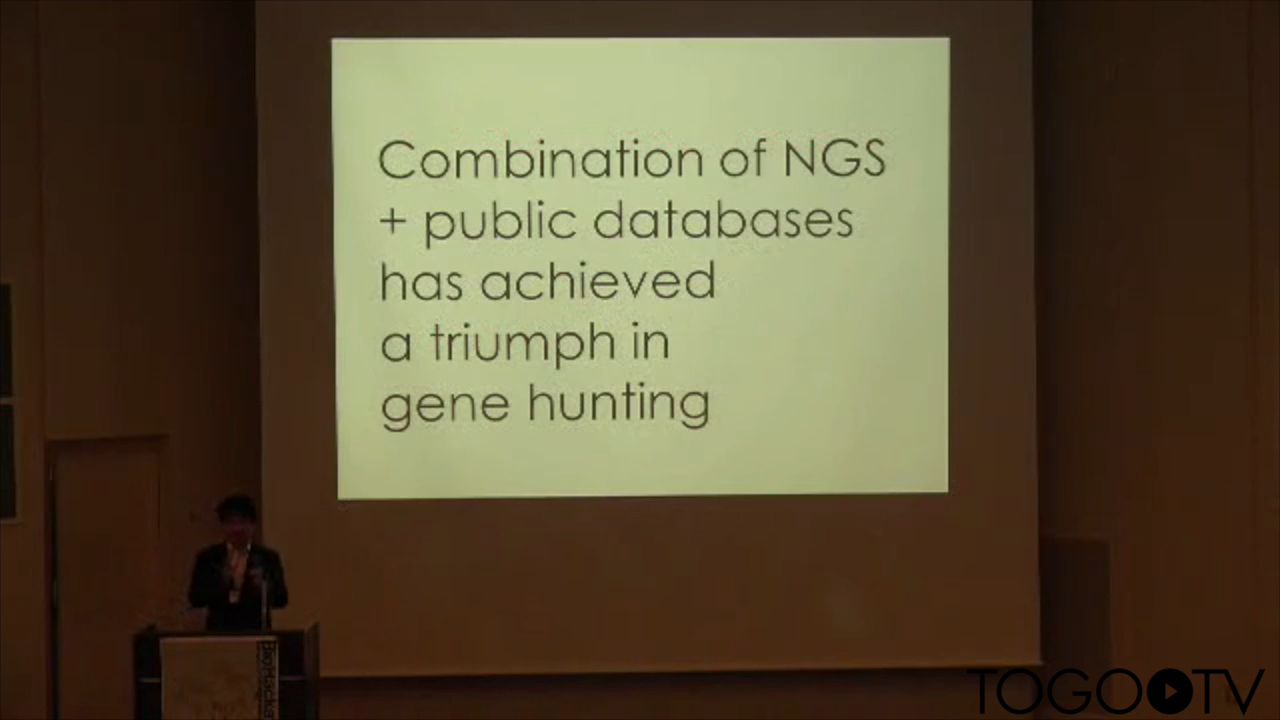 Combination of NGS
+ public databases
has achieved
a triumph in
gene hunting
TOGO TV